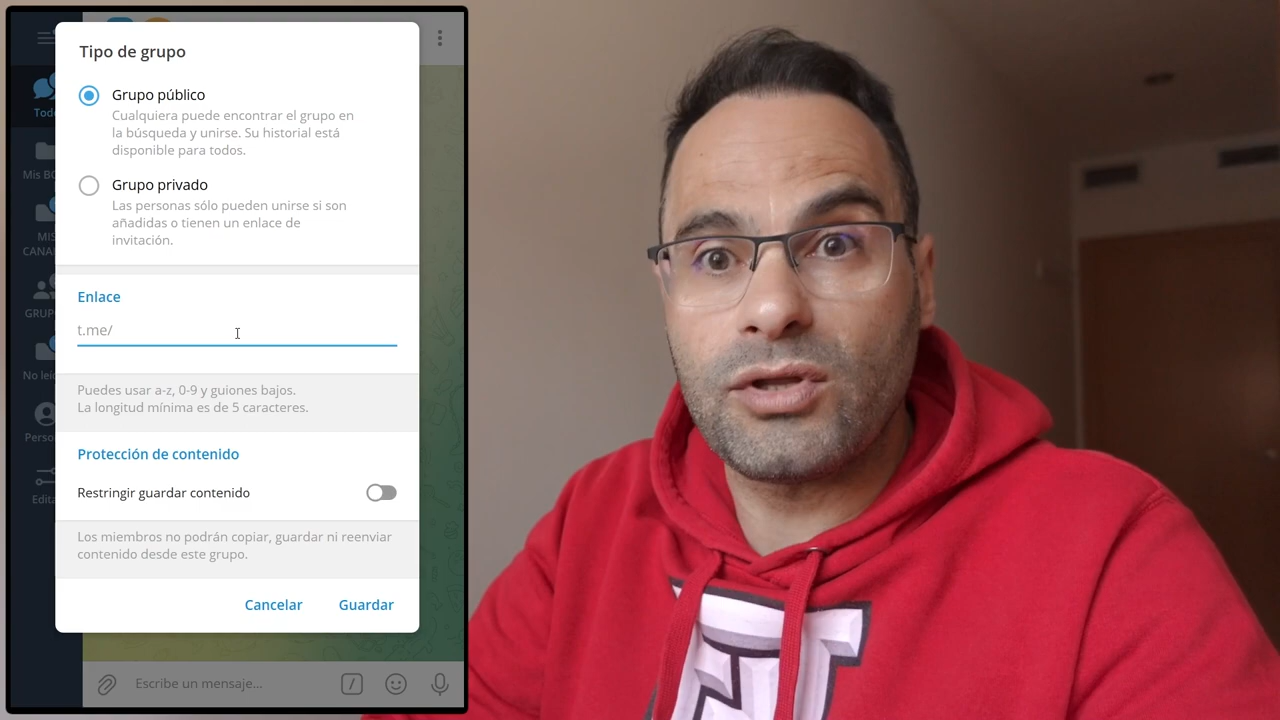 Tipo de grupo
Grupo público
Cualquiera puede encontrar el grupo en
la búsqueda y unirse. Su historial está
disponible para todos.
Grupo privado
Las personas sólo pueden unirse si son
añadidas o tienen un enlace de
invitación.
Enlace
t.me/
Puedes usar a-z, 0-9 y guiones bajos.
La longitud mínima es de 5 caracteres.
Protección de contenido
Restringir guardar contenido
Los miembros no podrán copiar, guardar ni reenviar
contenido desde este grupo.
Cancelar Guardar
Escribe un mensaje...